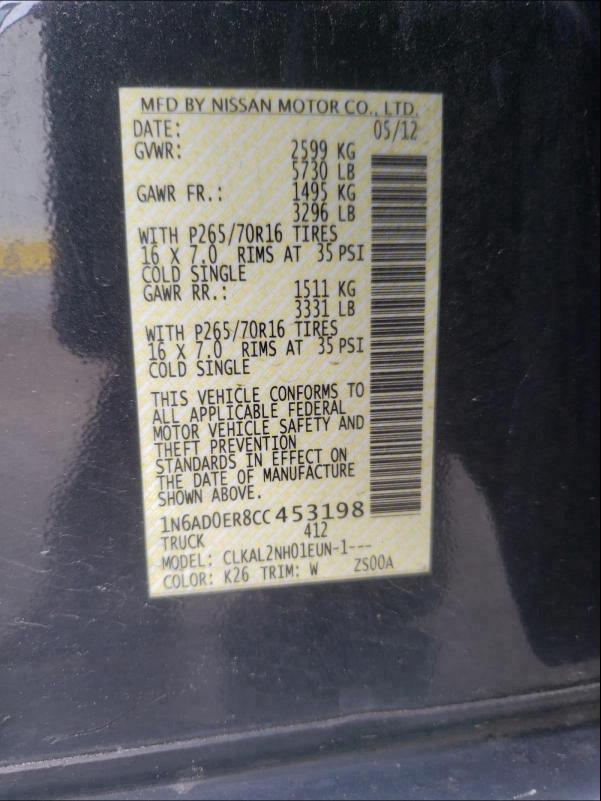 MFD BY NISSAN MOTOR CO., LTD.
DATE: 05/12
GVWR: 2599 KG
5730 LB
GAWR FR.: 1495 KG
3296 LB
WITH P265/70R16 TIRES
16 X 7.0 RIMS AT 35 PSI
COLD SINGLE
GAWR RR.: 1511 KG
3331 LB
WITH P265/70R16 TIRES
16 X 7.0 RIMS AT 35 PSI
COLD SINGLE
THIS VEHICLE CONFORMS TO
ALL APPLICABLE FEDERAL
MOTOR VEHICLE SAFETY AND
THEFT PREVENTION
STANDARDS IN EFFECT ON
THE DATE OF MANUFACTURE
SHOWN ABOVE.
1N6AD0ER8CC 453198
TRUCK 412
MODEL: CLKAL2NH01EUN-1---
COLOR: K26 TRIM: W ZS00A